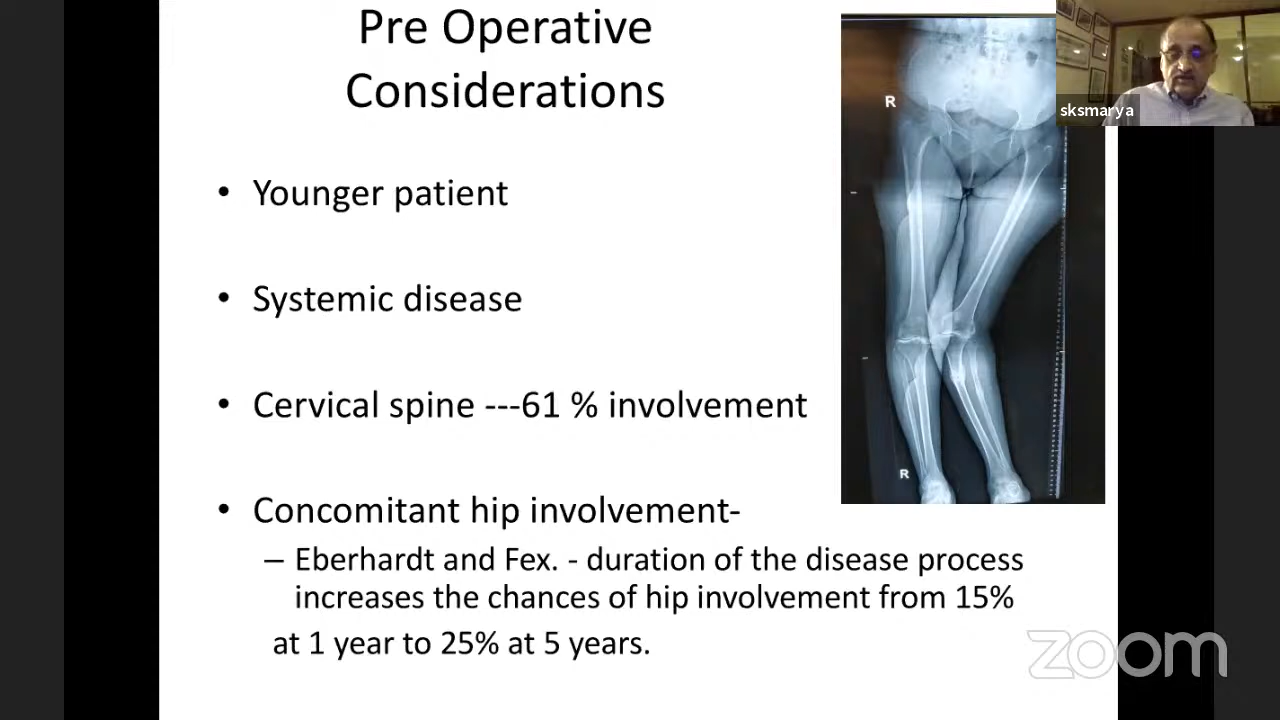 Pre Operative
Considerations
R
sksmarya
• Younger patient
• Systemic disease
• Cervical spine ---61 % involvement
R
• Concomitant hip involvement-
– Eberhardt and Fex. - duration of the disease process
increases the chances of hip involvement from 15%
at 1 year to 25% at 5 years.
zoom